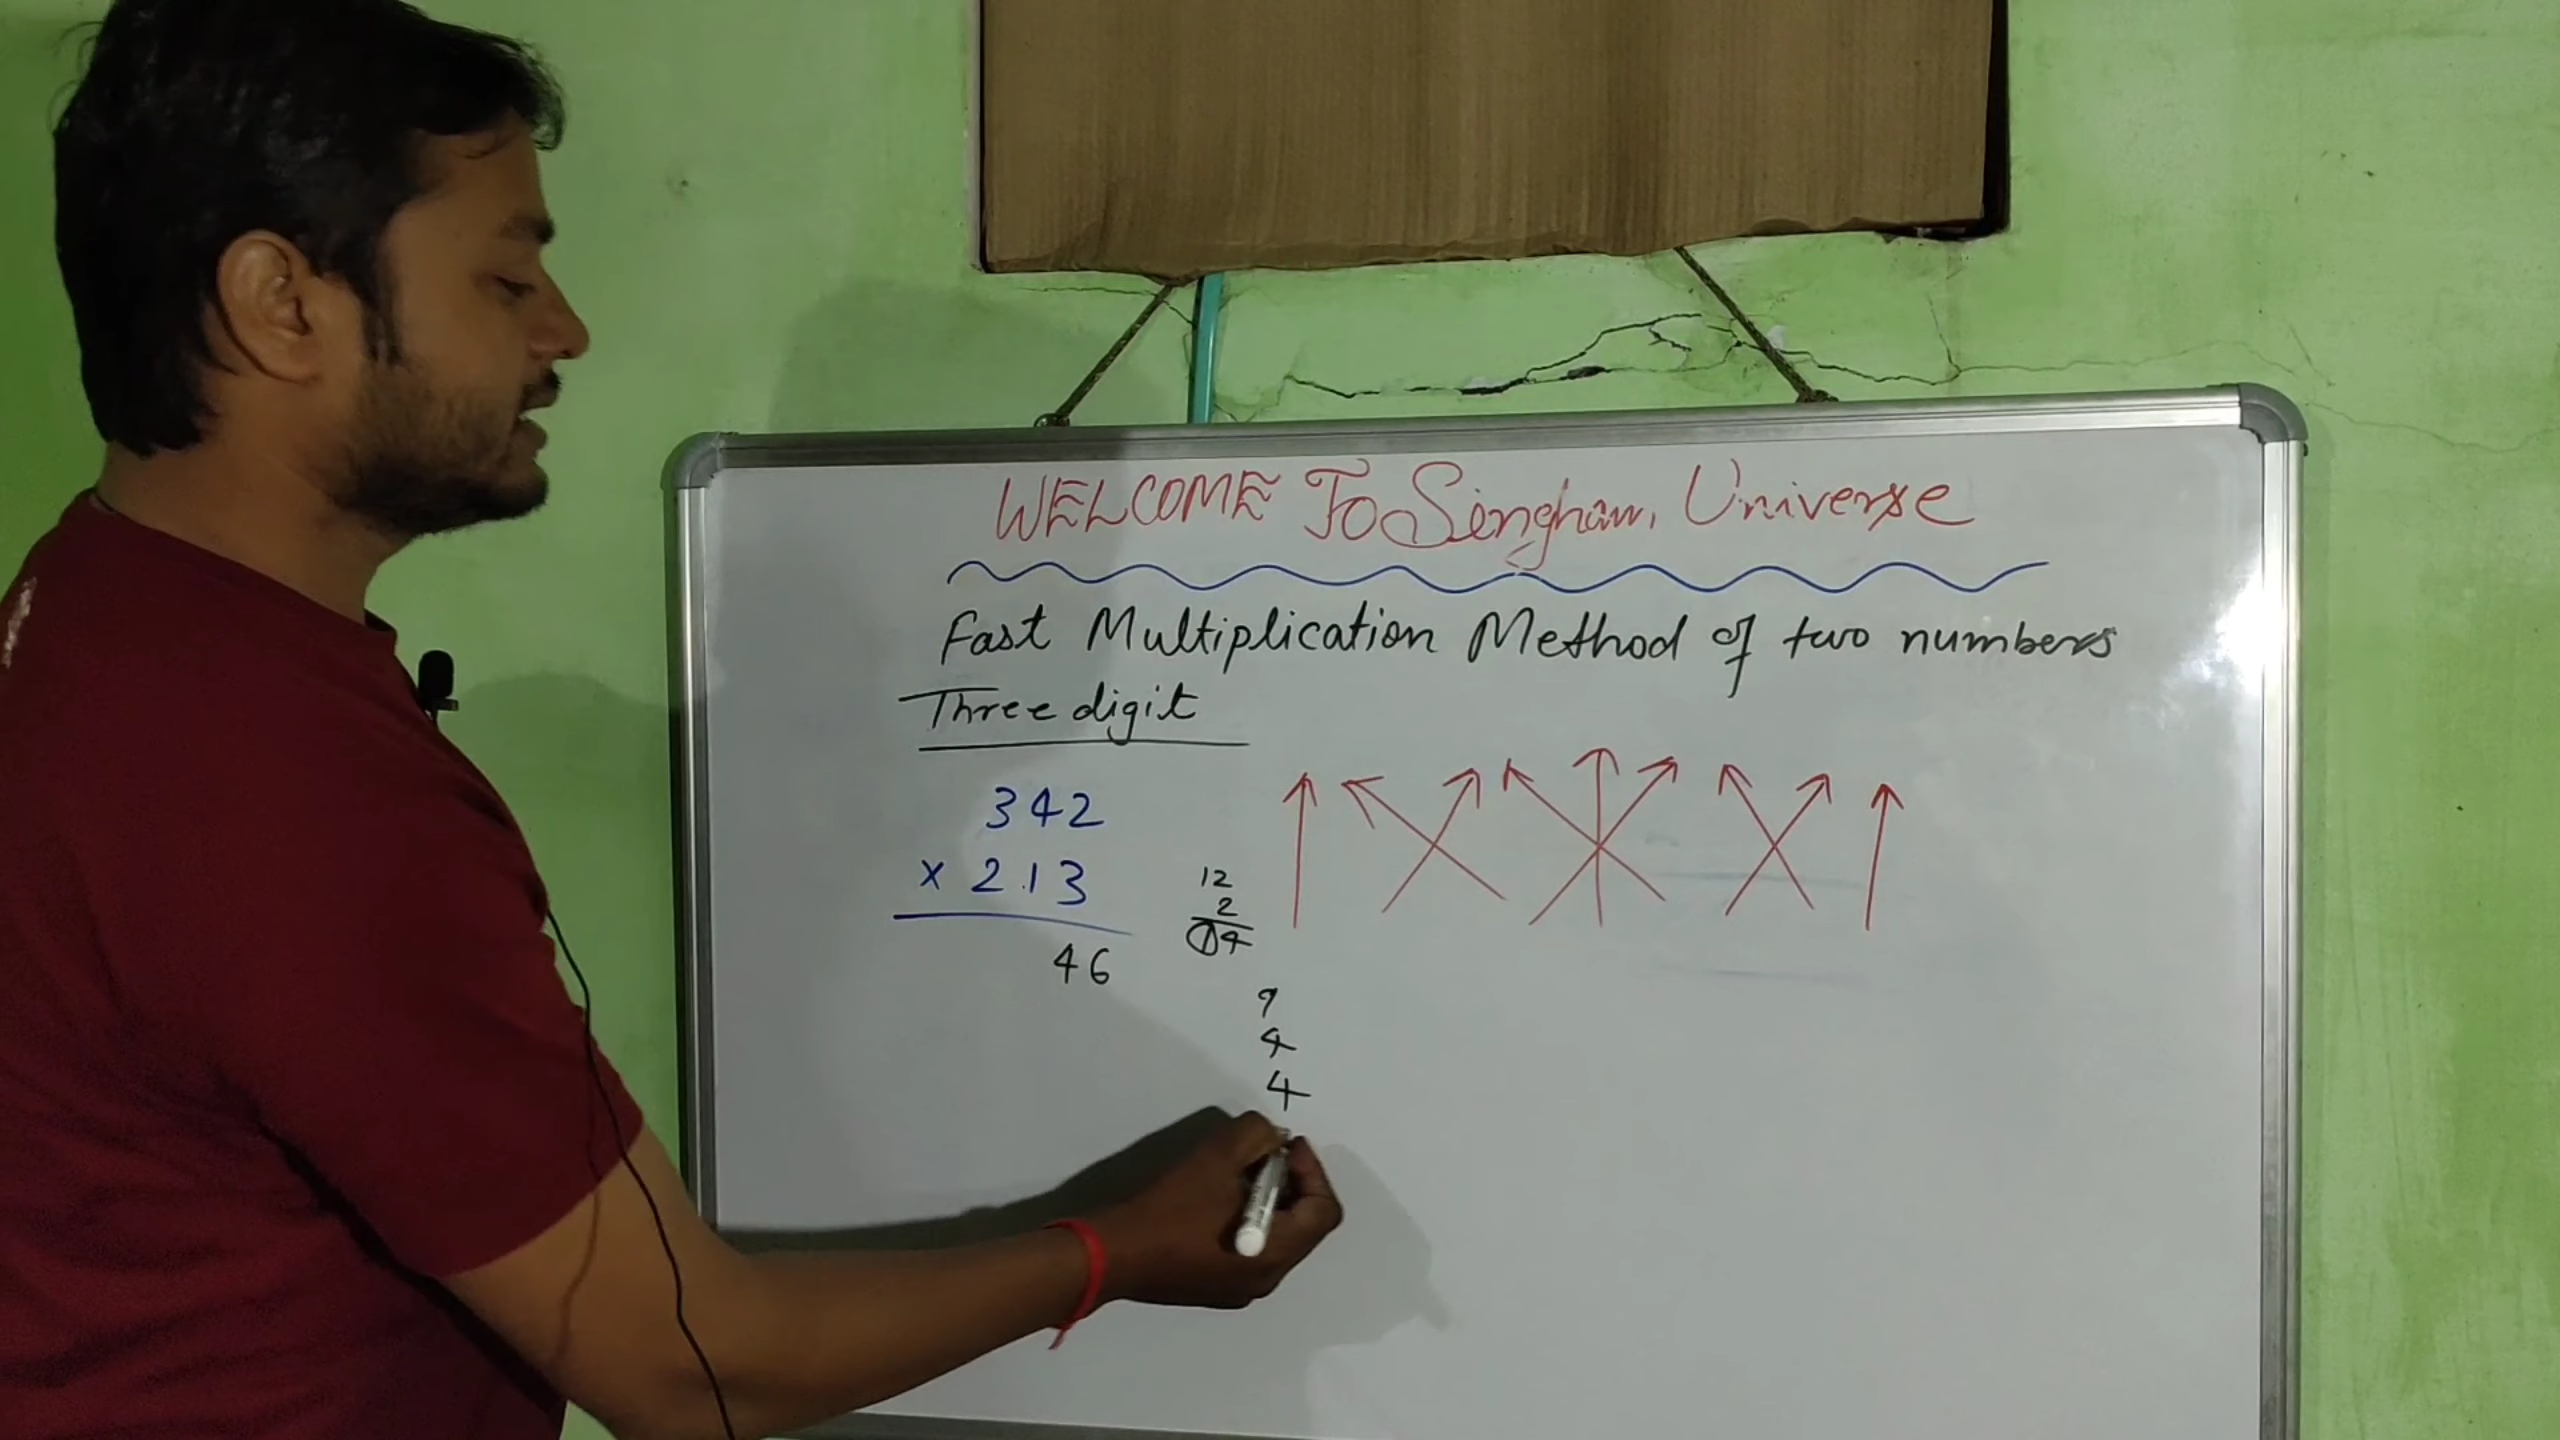 WELCOME To Singham, Universe
Fast Multiplication Method of two numbers
Three digit
342
x 213
46
12
2
14
9
4
4